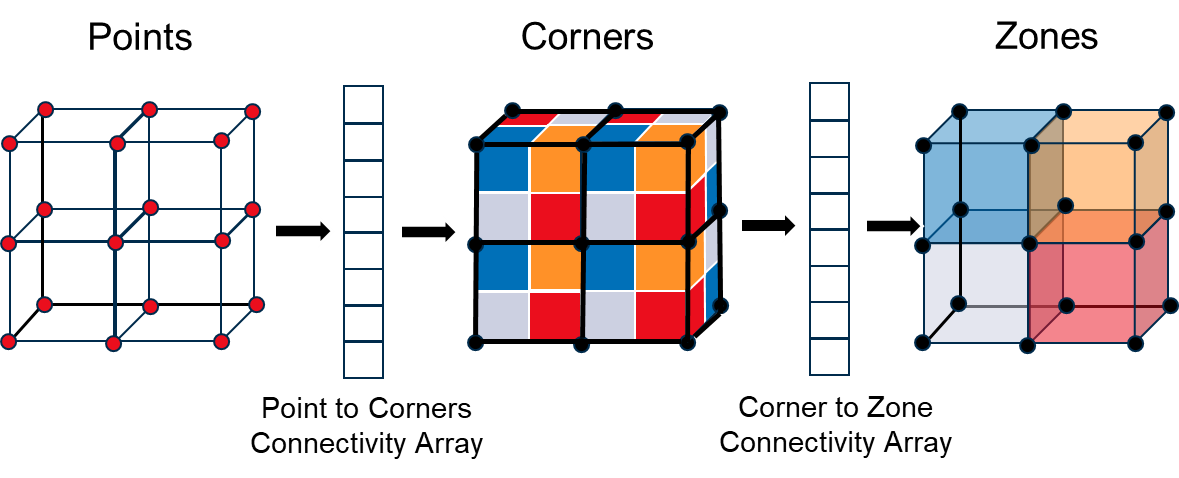 Points
Corners
Zones
Point to Corners
Connectivity Array
Corner to Zone
Connectivity Array